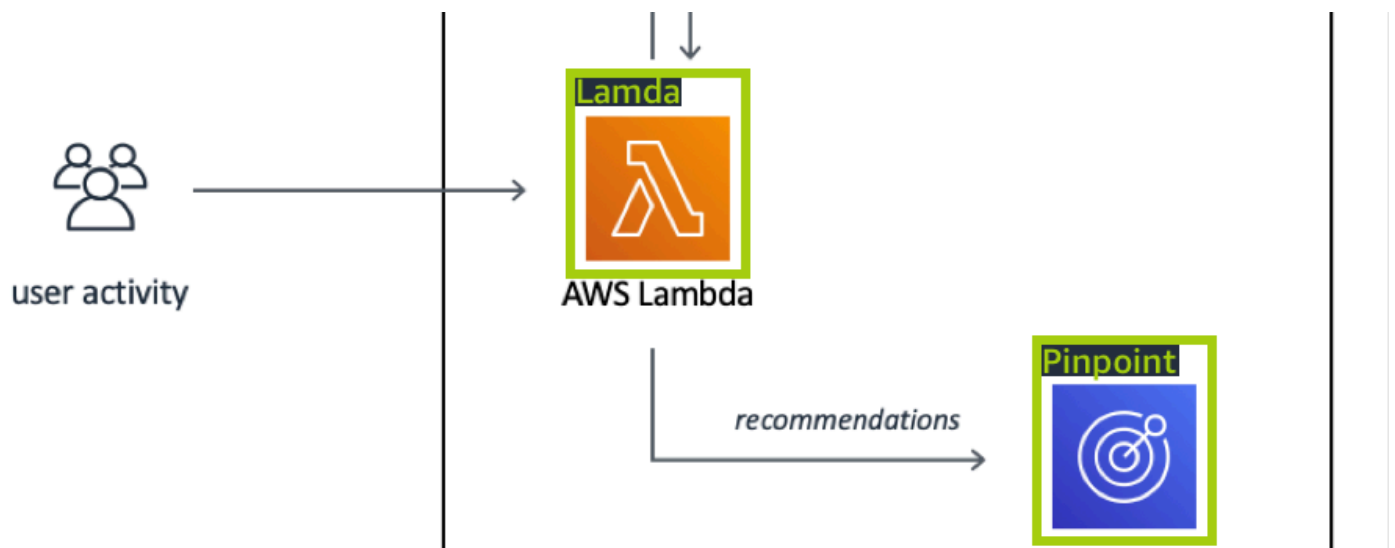 Lamda
user activity
AWS Lambda
Pinpoint
recommendations